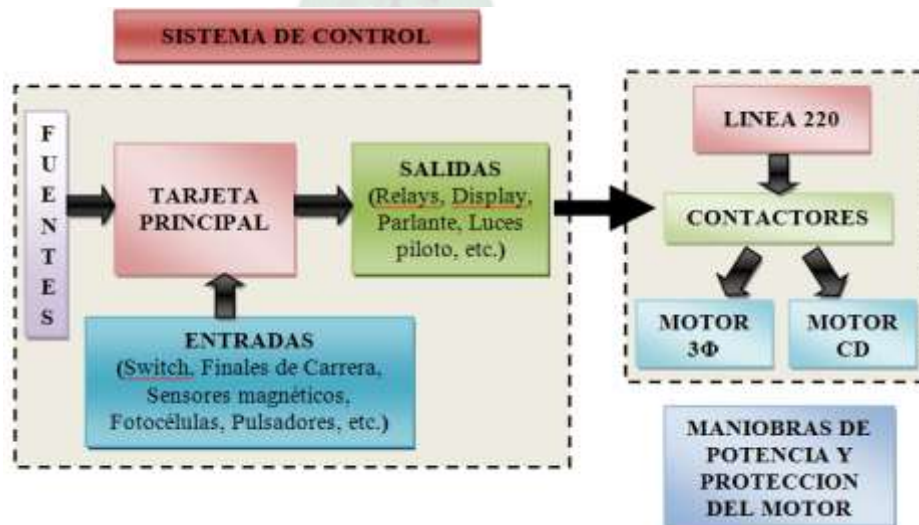 SISTEMA DE CONTROL
F
U
E
N
T
E
S
TARJETA
PRINCIPAL
SALIDAS
(Relays, Display,
Parlante, Luces
piloto, etc.)
ENTRADAS
(Switch, Finales de Carrera,
Sensores magnéticos,
Fotocélulas, Pulsadores, etc.)
LINEA 220
CONTACTORES
MOTOR
3Φ
MOTOR
CD
MANIOBRAS DE
POTENCIA Y
PROTECCION
DEL MOTOR